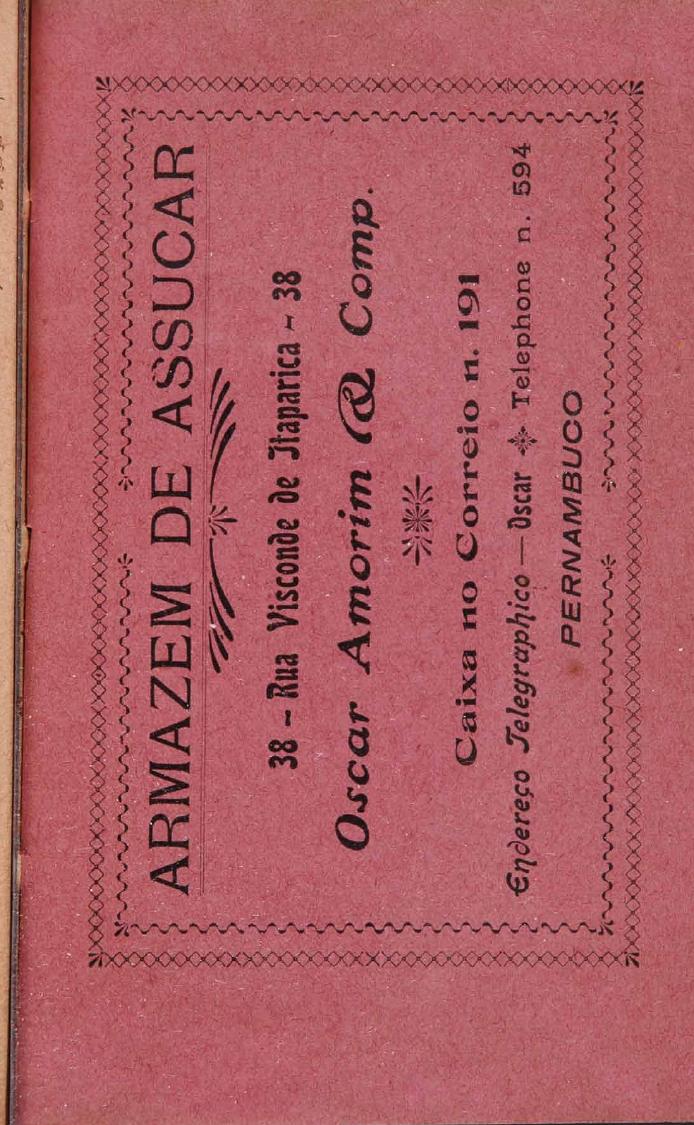 ARMAZEM DE ASSUCAR
38 – Rua Visconde de Itaparica – 38
Oscar Amorim & Comp.
Caixa no Correio n. 191
Endereço Telegraphico — Oscar Telephone n. 594
PERNAMBUCO